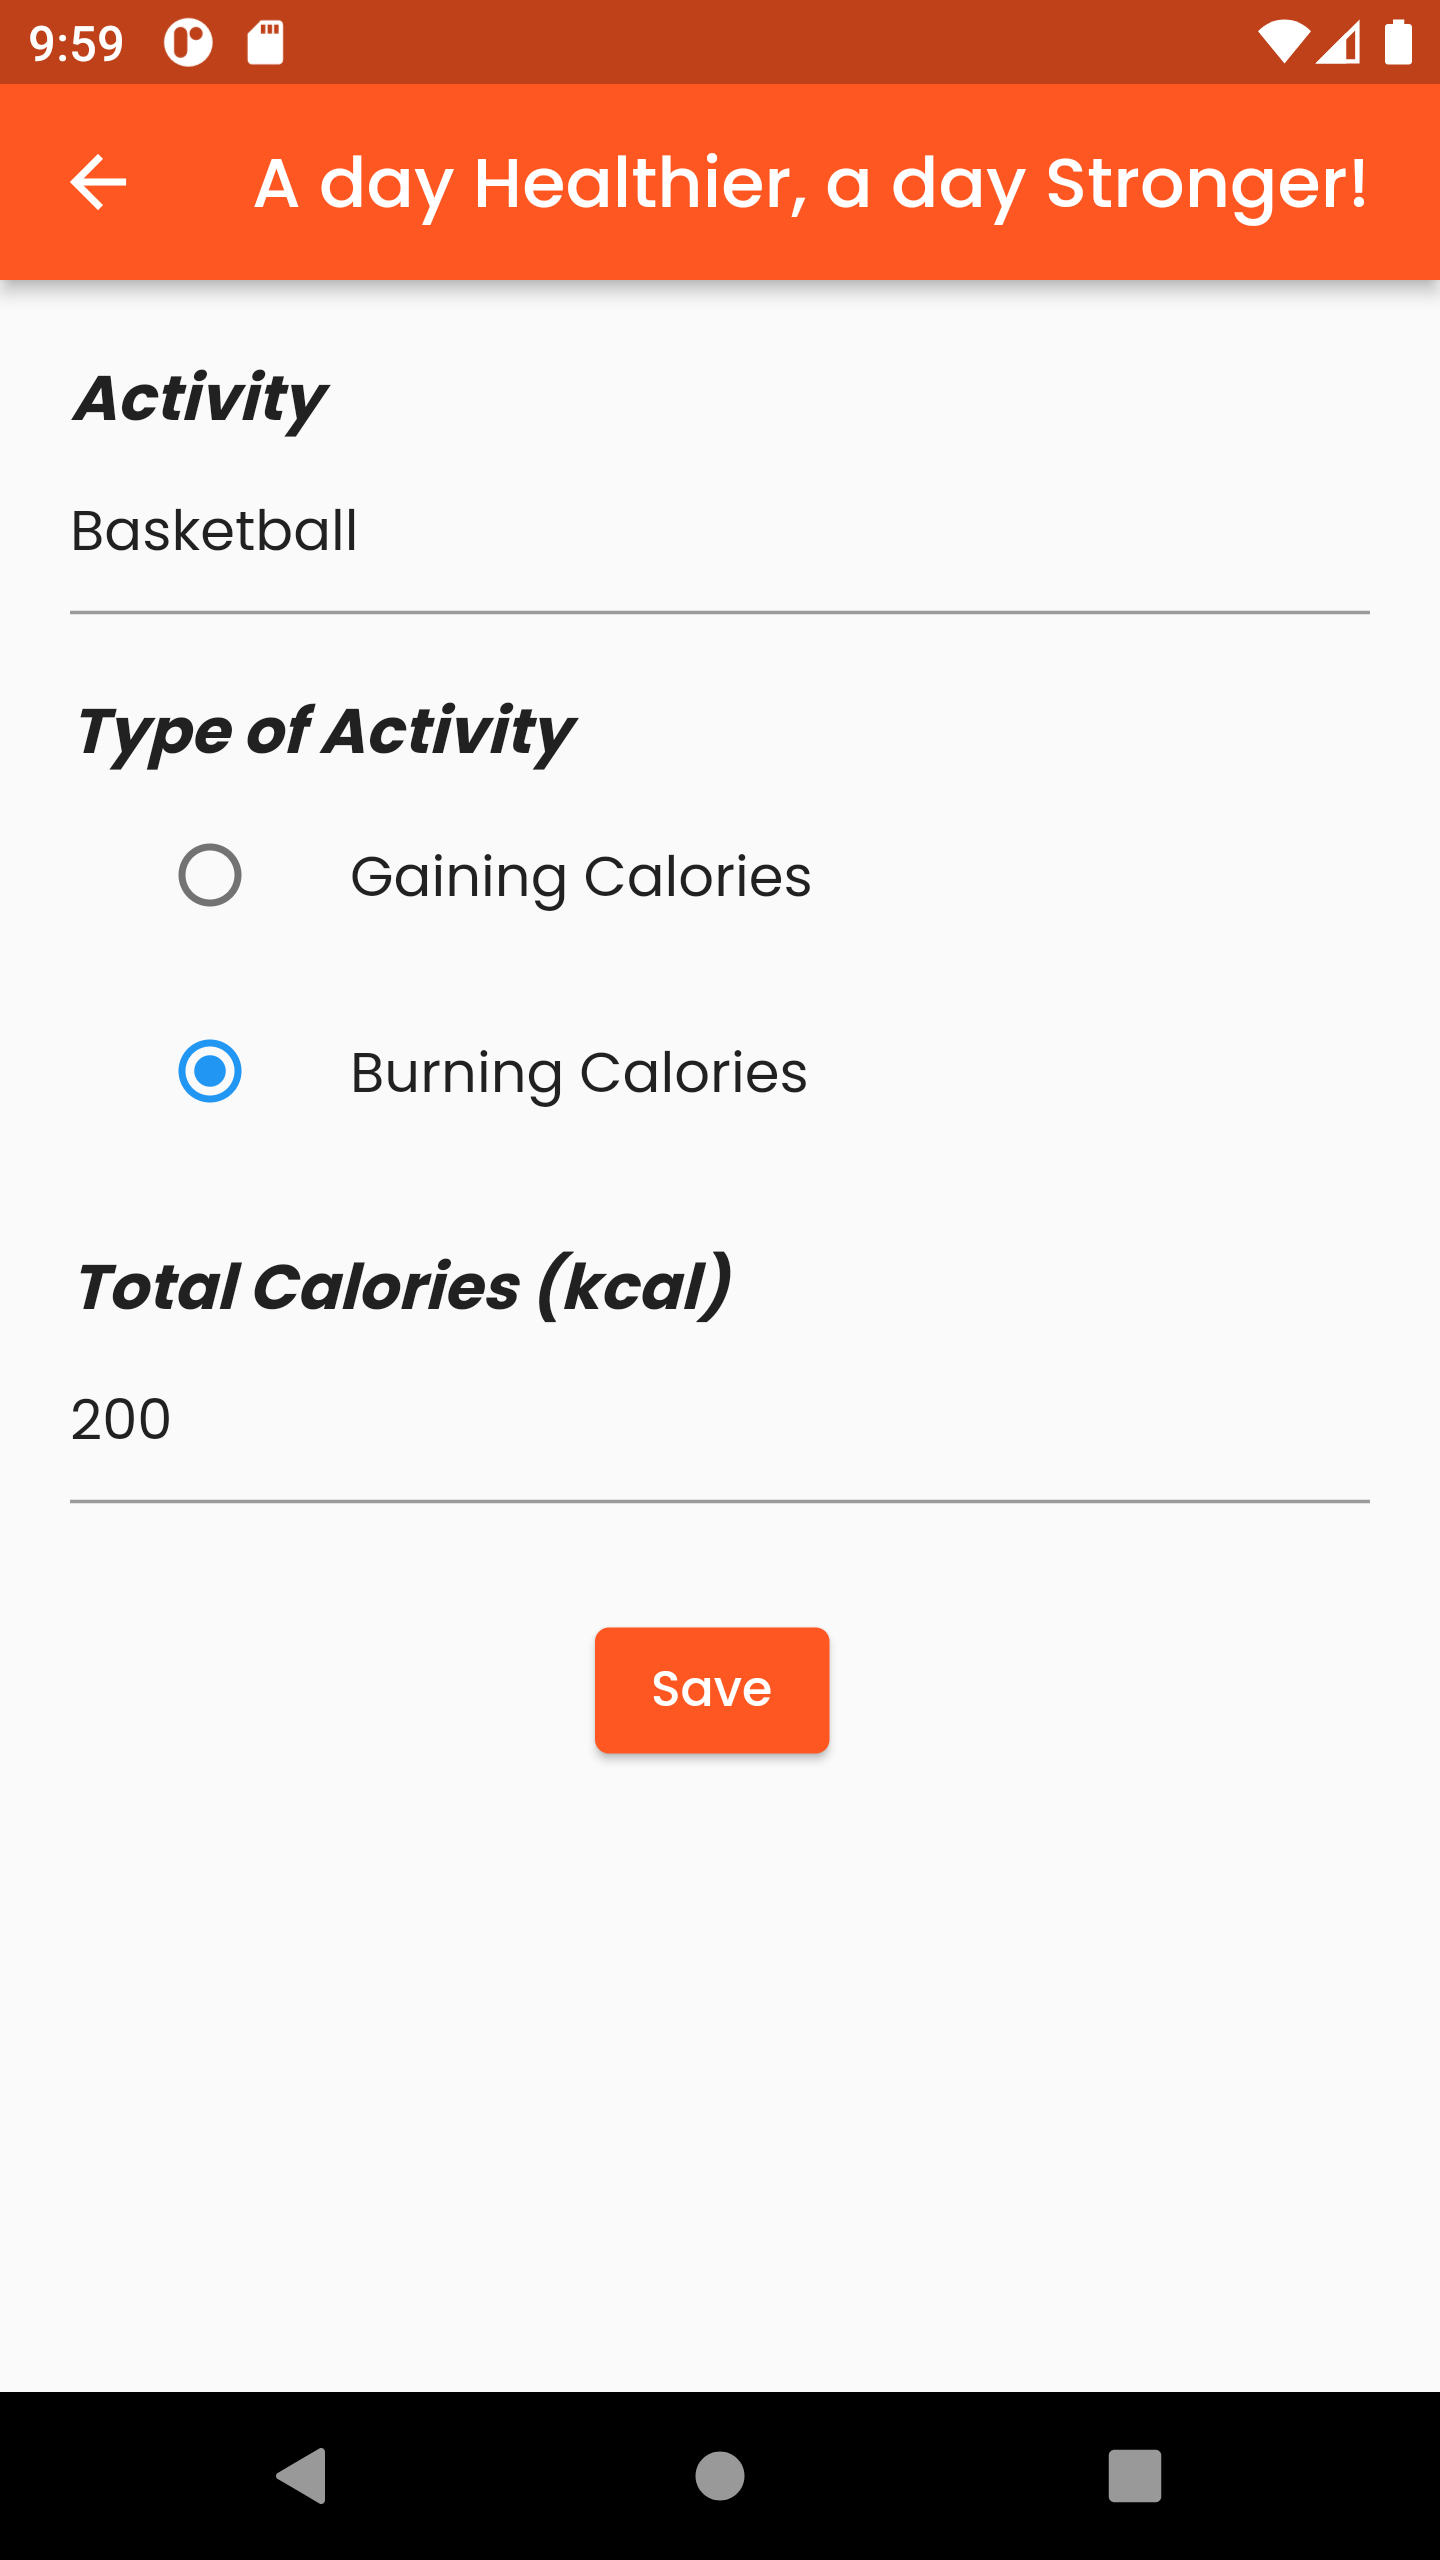 9:59
A day Healthier, a day Stronger!
Activity
Basketball
Type of Activity
Gaining Calories
Burning Calories
Total Calories (kcal)
200
Save